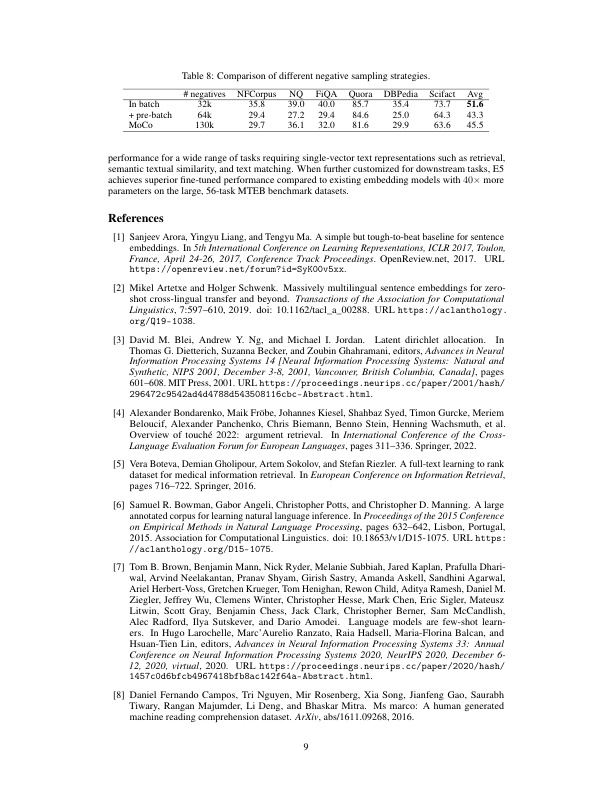 Table 8: Comparison of different negative sampling strategies.
# negatives NFCorpus NQ FiQA Quora DBPedia Scifact Avg
In batch 32k 35.8 39.0 40.0 85.7 35.4 73.7 51.6
+ pre-batch 64k 29.4 27.2 29.4 84.6 25.0 64.3 43.3
MoCo 130k 29.7 36.1 32.0 81.6 29.9 63.6 45.5
performance for a wide range of tasks requiring single-vector text representations such as retrieval,
semantic textual similarity, and text matching. When further customized for downstream tasks, E5
achieves superior fine-tuned performance compared to existing embedding models with 40× more
parameters on the large, 56-task MTEB benchmark datasets.
References
[1] Sanjeev Arora, Yingyu Liang, and Tengyu Ma. A simple but tough-to-beat baseline for sentence
embeddings. In 5th International Conference on Learning Representations, ICLR 2017, Toulon,
France, April 24-26, 2017, Conference Track Proceedings. OpenReview.net, 2017. URL
https://openreview.net/forum?id=SyK00v5xx.
[2] Mikel Artetxe and Holger Schwenk. Massively multilingual sentence embeddings for zero-
shot cross-lingual transfer and beyond. Transactions of the Association for Computational
Linguistics, 7:597–610, 2019. doi: 10.1162/tacl_a_00288. URL https://aclanthology.
org/Q19-1038.
[3] David M. Blei, Andrew Y. Ng, and Michael I. Jordan. Latent dirichlet allocation. In
Thomas G. Dietterich, Suzanna Becker, and Zoubin Ghahramani, editors, Advances in Neural
Information Processing Systems 14 [Neural Information Processing Systems: Natural and
Synthetic, NIPS 2001, December 3-8, 2001, Vancouver, British Columbia, Canada], pages
601–608. MIT Press, 2001. URL https://proceedings.neurips.cc/paper/2001/hash/
296472c9542ad4d4788d543508116cbc-Abstract.html.
[4] Alexander Bondarenko, Maik Fröbe, Johannes Kiesel, Shahbaz Syed, Timon Gurcke, Meriem
Beloucif, Alexander Panchenko, Chris Biemann, Benno Stein, Henning Wachsmuth, et al.
Overview of touché 2022: argument retrieval. In International Conference of the Cross-
Language Evaluation Forum for European Languages, pages 311–336. Springer, 2022.
[5] Vera Boteva, Demian Gholipour, Artem Sokolov, and Stefan Riezler. A full-text learning to rank
dataset for medical information retrieval. In European Conference on Information Retrieval,
pages 716–722. Springer, 2016.
[6] Samuel R. Bowman, Gabor Angeli, Christopher Potts, and Christopher D. Manning. A large
annotated corpus for learning natural language inference. In Proceedings of the 2015 Conference
on Empirical Methods in Natural Language Processing, pages 632–642, Lisbon, Portugal,
2015. Association for Computational Linguistics. doi: 10.18653/v1/D15-1075. URL https:
//aclanthology.org/D15-1075.
[7] Tom B. Brown, Benjamin Mann, Nick Ryder, Melanie Subbiah, Jared Kaplan, Prafulla Dhari-
wal, Arvind Neelakantan, Pranav Shyam, Girish Sastry, Amanda Askell, Sandhini Agarwal,
Ariel Herbert-Voss, Gretchen Krueger, Tom Henighan, Rewon Child, Aditya Ramesh, Daniel M.
Ziegler, Jeffrey Wu, Clemens Winter, Christopher Hesse, Mark Chen, Eric Sigler, Mateusz
Litwin, Scott Gray, Benjamin Chess, Jack Clark, Christopher Berner, Sam McCandlish,
Alec Radford, Ilya Sutskever, and Dario Amodei. Language models are few-shot learn-
ers. In Hugo Larochelle, Marc'Aurelio Ranzato, Raia Hadsell, Maria-Florina Balcan, and
Hsuan-Tien Lin, editors, Advances in Neural Information Processing Systems 33: Annual
Conference on Neural Information Processing Systems 2020, NeurIPS 2020, December 6-
12, 2020, virtual, 2020. URL https://proceedings.neurips.cc/paper/2020/hash/
1457c0d6bfcb4967418bfb8ac142f64a-Abstract.html.
[8] Daniel Fernando Campos, Tri Nguyen, Mir Rosenberg, Xia Song, Jianfeng Gao, Saurabh
Tiwary, Rangan Majumder, Li Deng, and Bhaskar Mitra. Ms marco: A human generated
machine reading comprehension dataset. ArXiv, abs/1611.09268, 2016.
9